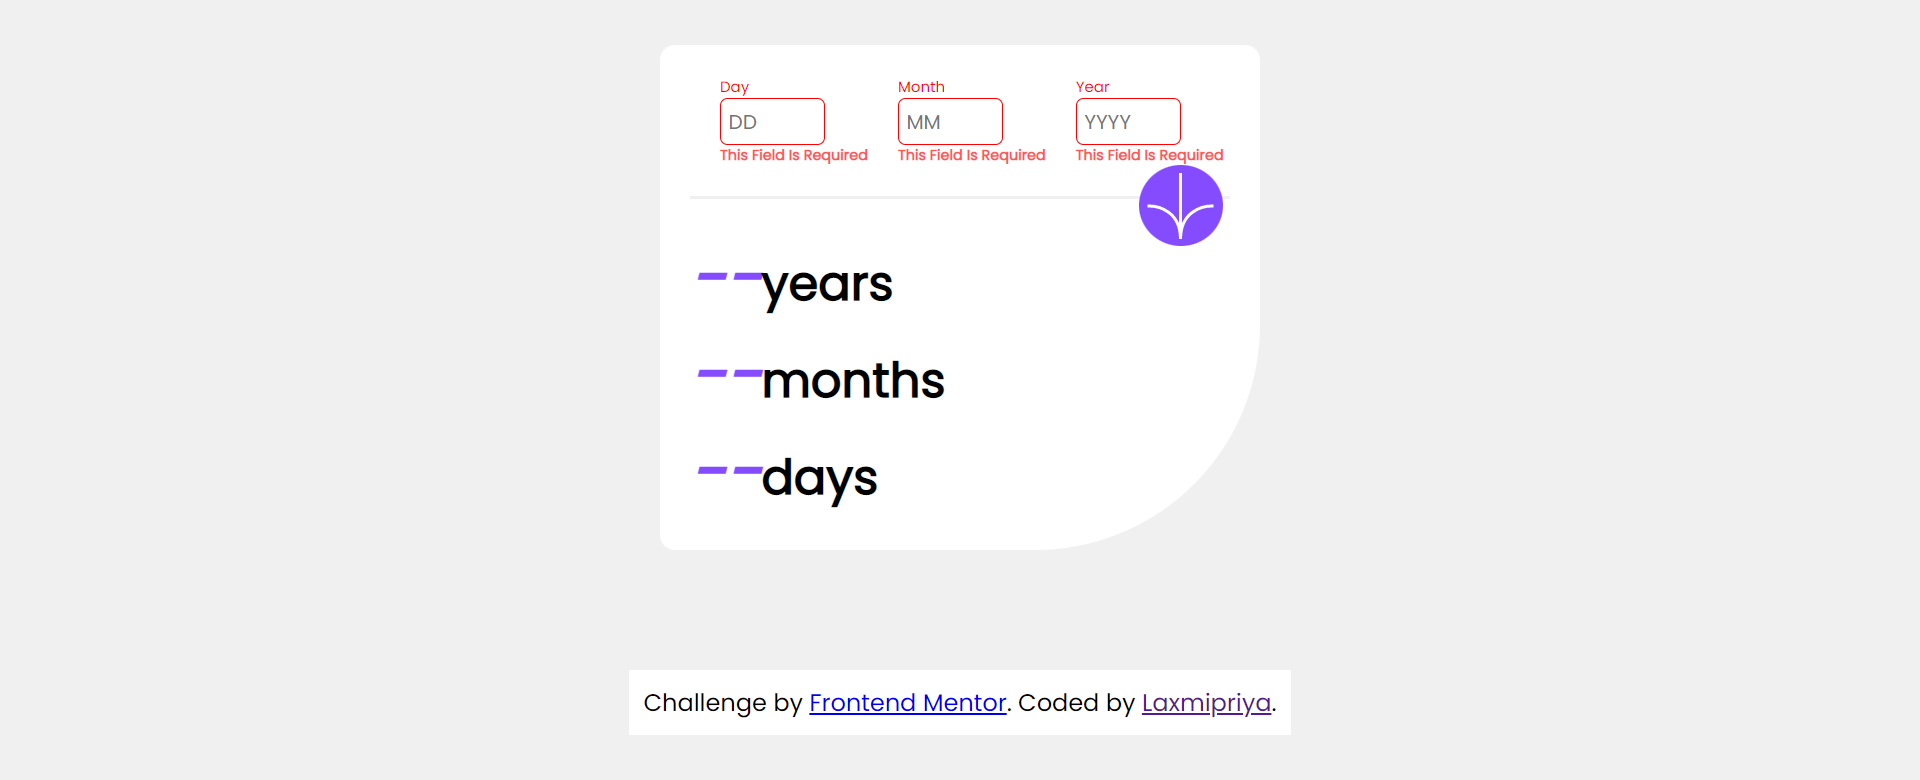 Day Month Year
DD MM YYYY
This Field Is Required This Field Is Required This Field Is Required
--years
--months
--days
Challenge by Frontend Mentor. Coded by Laxmipriya.